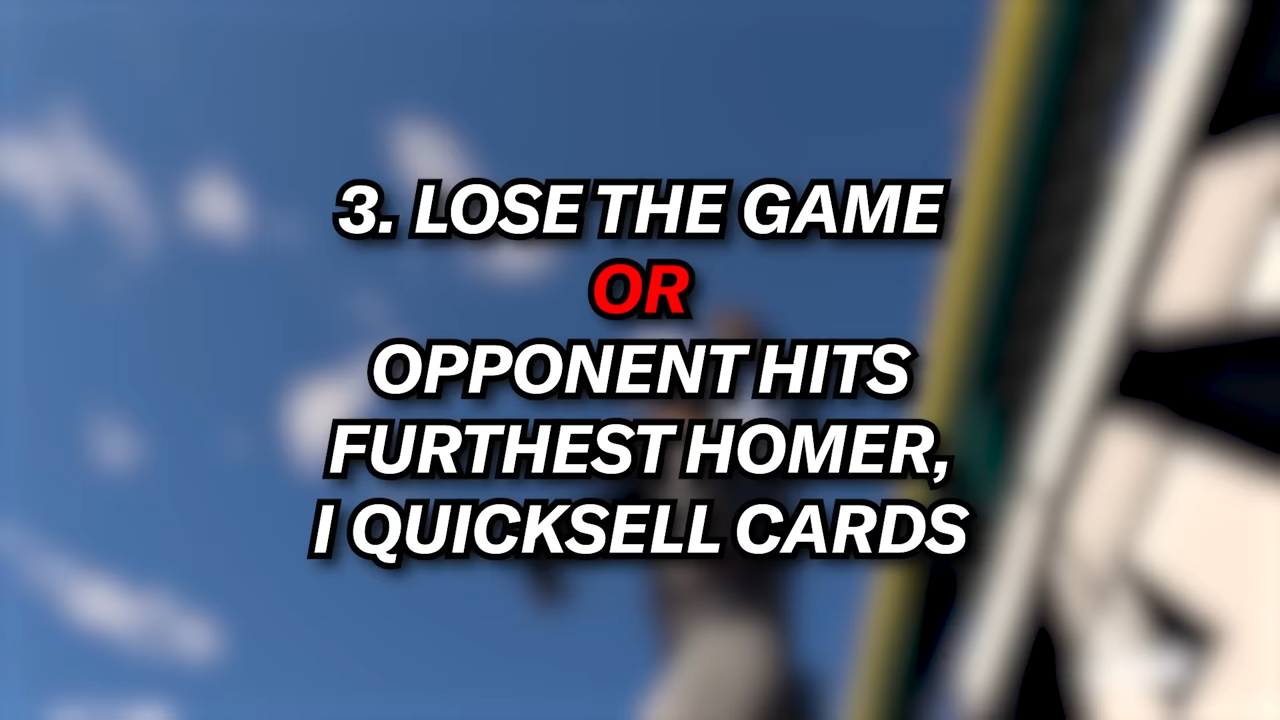 3. LOSE THE GAME
OR
OPPONENT HITS
FURTHEST HOMER,
I QUICKSELL CARDS